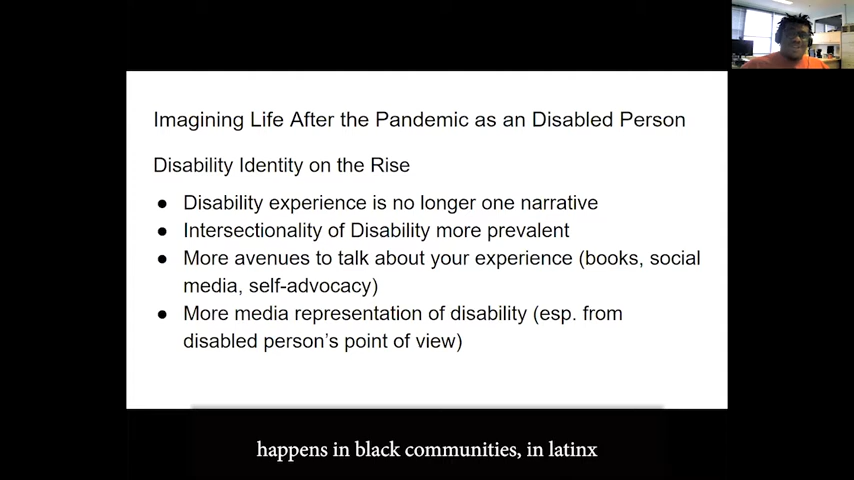 Imagining Life After the Pandemic as an Disabled Person
Disability Identity on the Rise
● Disability experience is no longer one narrative
● Intersectionality of Disability more prevalent
● More avenues to talk about your experience (books, social
media, self-advocacy)
● More media representation of disability (esp. from
disabled person’s point of view)
happens in black communities, in latinx